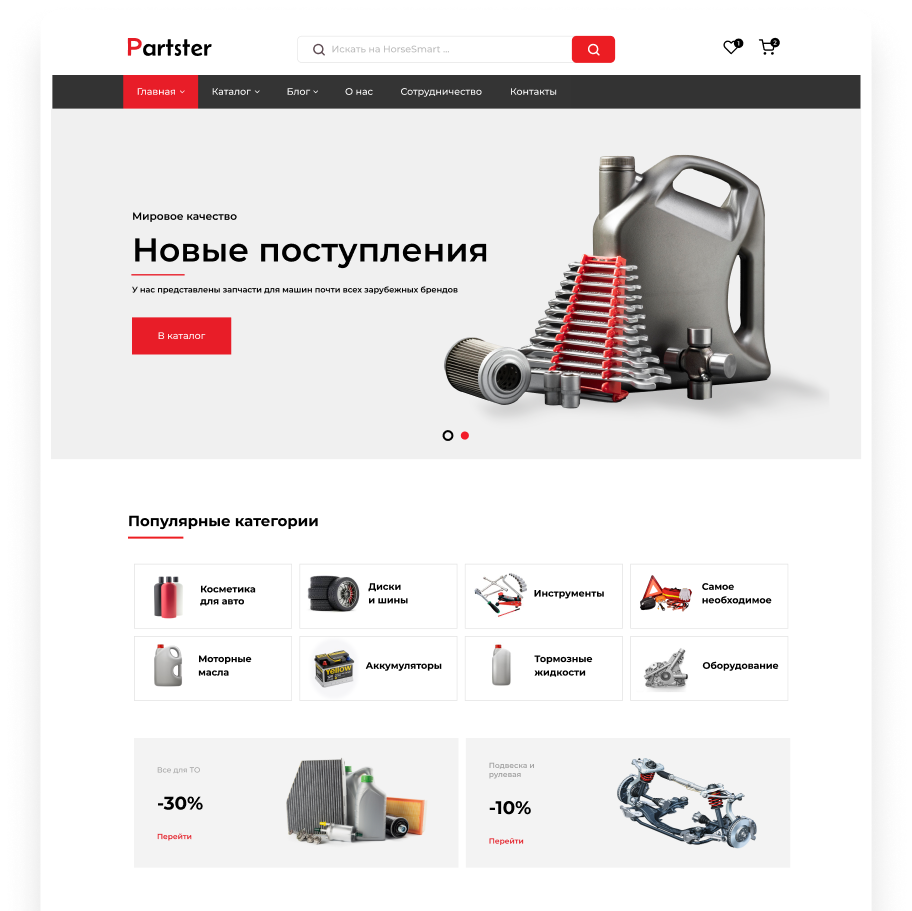 Partster
Искать на HorseSmart ...
1
2
Главная
Каталог
Блог
О нас
Сотрудничество
Контакты
Мировое качество
Новые поступления
У нас представлены запчасти для машин почти всех зарубежных брендов
В каталог
Популярные категории
Косметика
для авто
Диски
и шины
Инструменты
Самое
необходимое
Моторные
масла
Yellow
Аккумуляторы
Тормозные
жидкости
Оборудование
Все для ТО
-30%
Перейти
Подвеска и
рулевая
-10%
Перейти